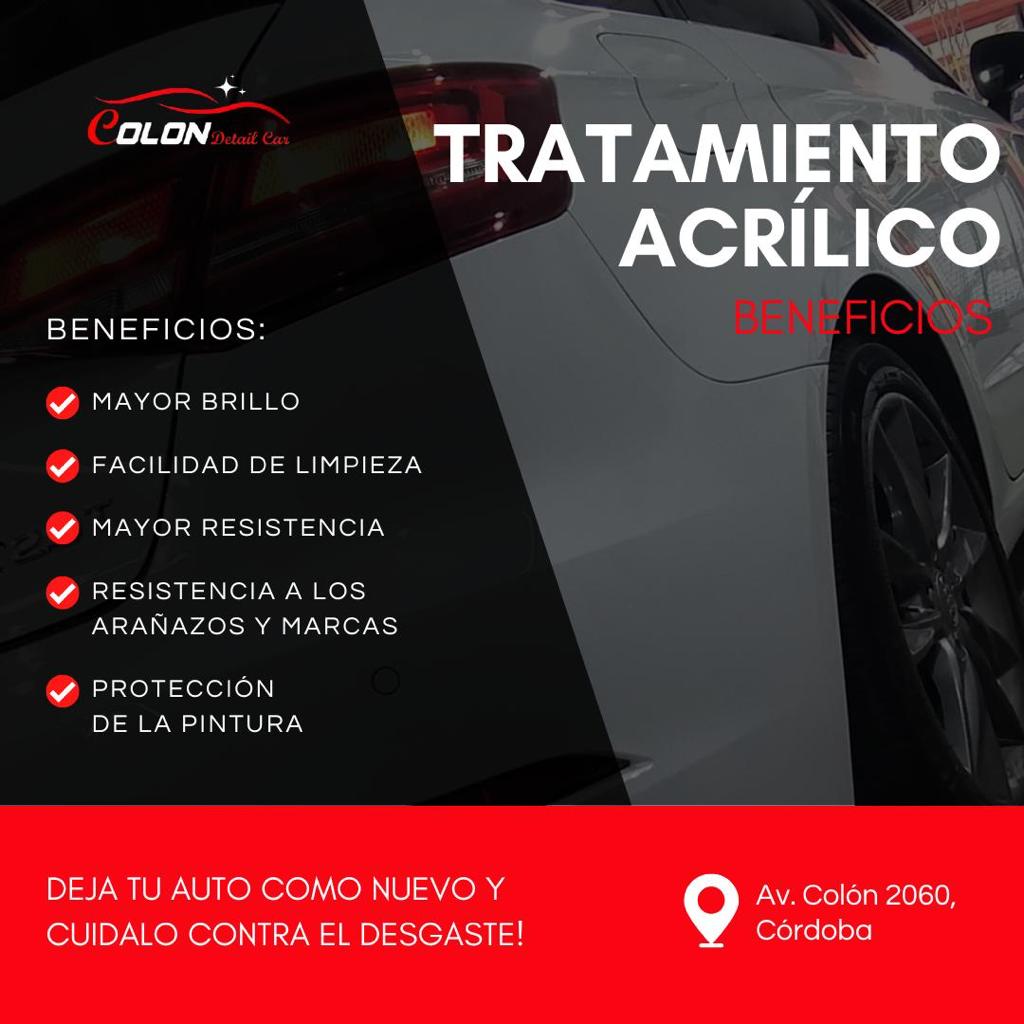 COLON Detail Car
TRATAMIENTO
ACRÍLICO
BENEFICIOS
BENEFICIOS:
MAYOR BRILLO
FACILIDAD DE LIMPIEZA
MAYOR RESISTENCIA
RESISTENCIA A LOS
ARAÑAZOS Y MARCAS
PROTECCIÓN
DE LA PINTURA
DEJA TU AUTO COMO NUEVO Y
CUIDALO CONTRA EL DESGASTE!
Av. Colón 2060,
Córdoba